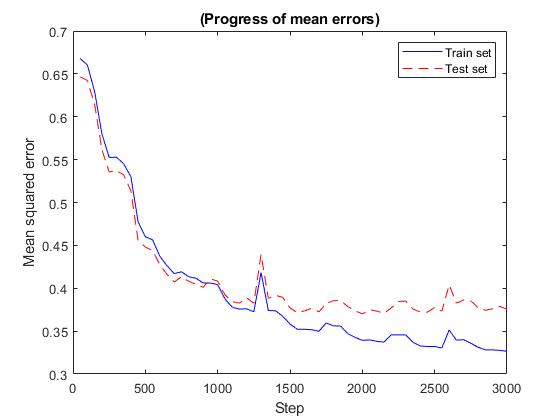 (Progress of mean errors)
0.7
0.65
0.6
0.55
0.5
0.45
0.4
0.35
0.3
Mean squared error
Train set
Test set
0 500 1000 1500 2000 2500 3000
Step